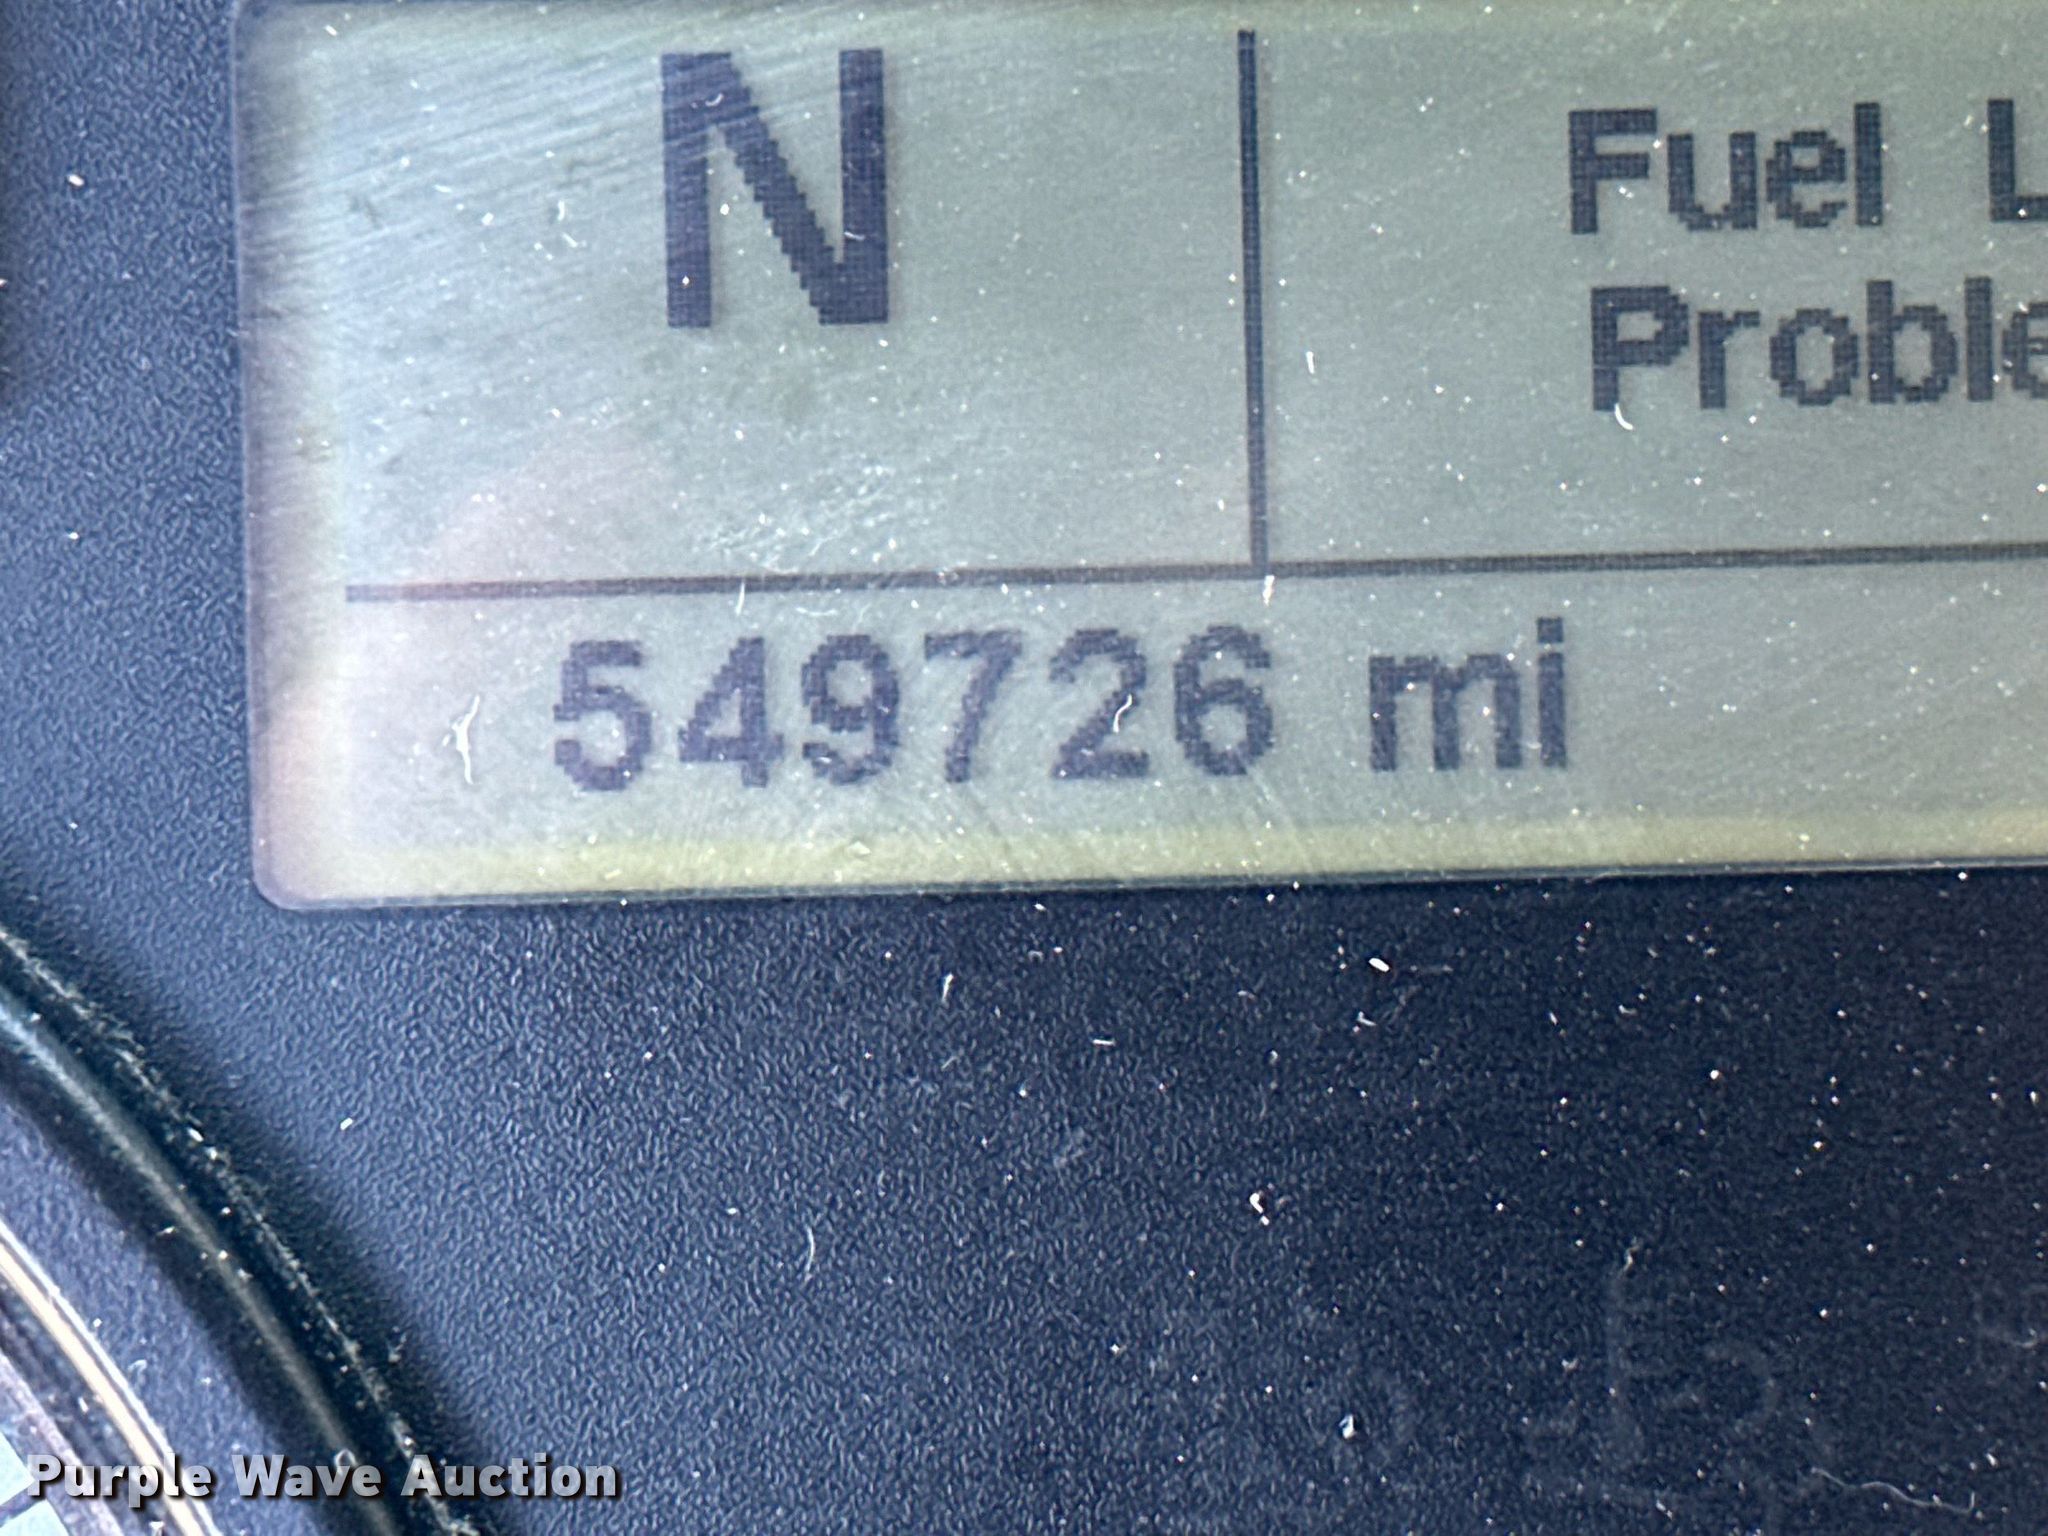 N
Fuel L
Proble
549726 mi
Purple Wave Auction